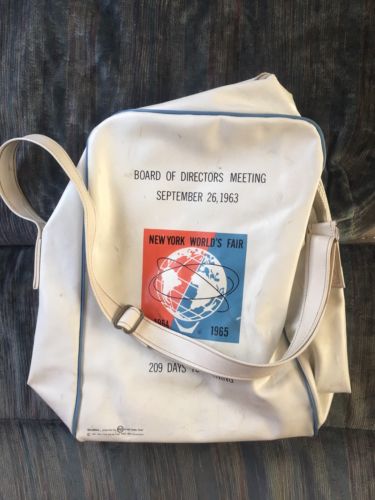 BOARD OF DIRECTORS MEETING
SEPTEMBER 26, 1963
NEW YORK WORLD'S FAIR
1964
1965
209 DAYS